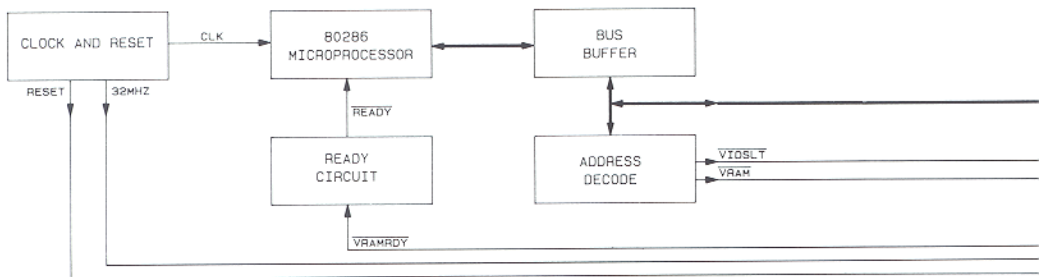 CLOCK AND RESET
CLK
80286
MICROPROCESSOR
BUS
BUFFER
RESET
32MHZ
READY
READY
CIRCUIT
ADDRESS
DECODE
VIOSLT
VRAM
VRAMRDY